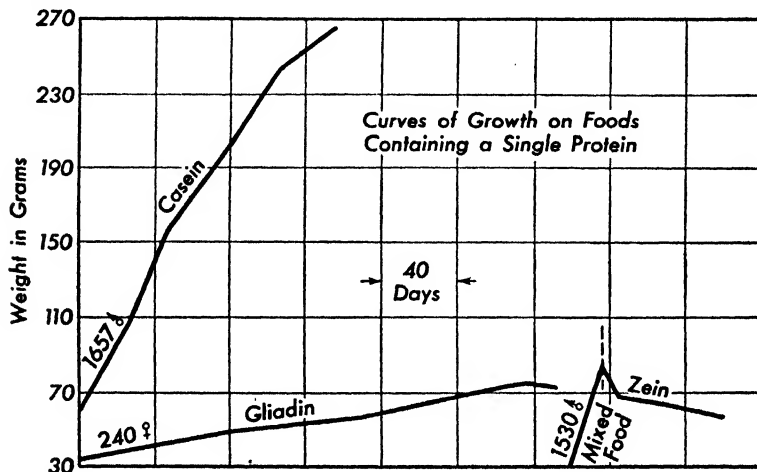 270
230
190
150
110
70
30
Weight in Grams
Curves of Growth on Foods
Containing a Single Protein
Casein
1657 ♂
40
Days
240 ♀
Gliadin
1530 ♂
Mixed
Food
Zein